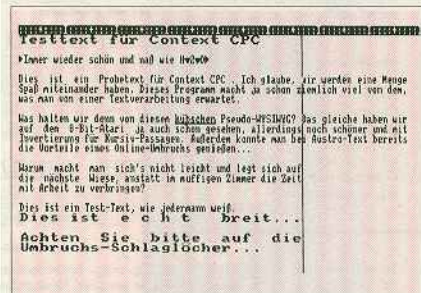 Testtext für Context CPC
Immer wieder schön und naß wie
Dies ist ein Probetext für Context CPC . Ich glaube, wir werden eine Menge
Spaß miteinander haben. Dieses Programm macht ja schon ziemlich viel von dem,
was man von einer Textverarbeitung erwartet.
Was halten wir denn von diesem hübschen Pseudo-WYSIWYG? Das gleiche haben wir
auf dem 8-Bit-Atari ja auch schon gesehen, allerdings noch schöner und mit
Invertierung für Kursiv-Passagen. Außerdem konnte man bei Austro-Text bereits
die Vorteile eines Online-Umbruchs genießen...
Warum macht man sich's nicht leicht und legt sich auf
die nächste Wiese, anstatt im muffigen Zimmer die Zeit
mit Arbeit zu verbringen?
Dies ist ein Test-Text, wie jedermann weiß.
Dies ist e c h t breit...
Achten Sie bitte auf die
Umbruchs-Schlaglöcher...